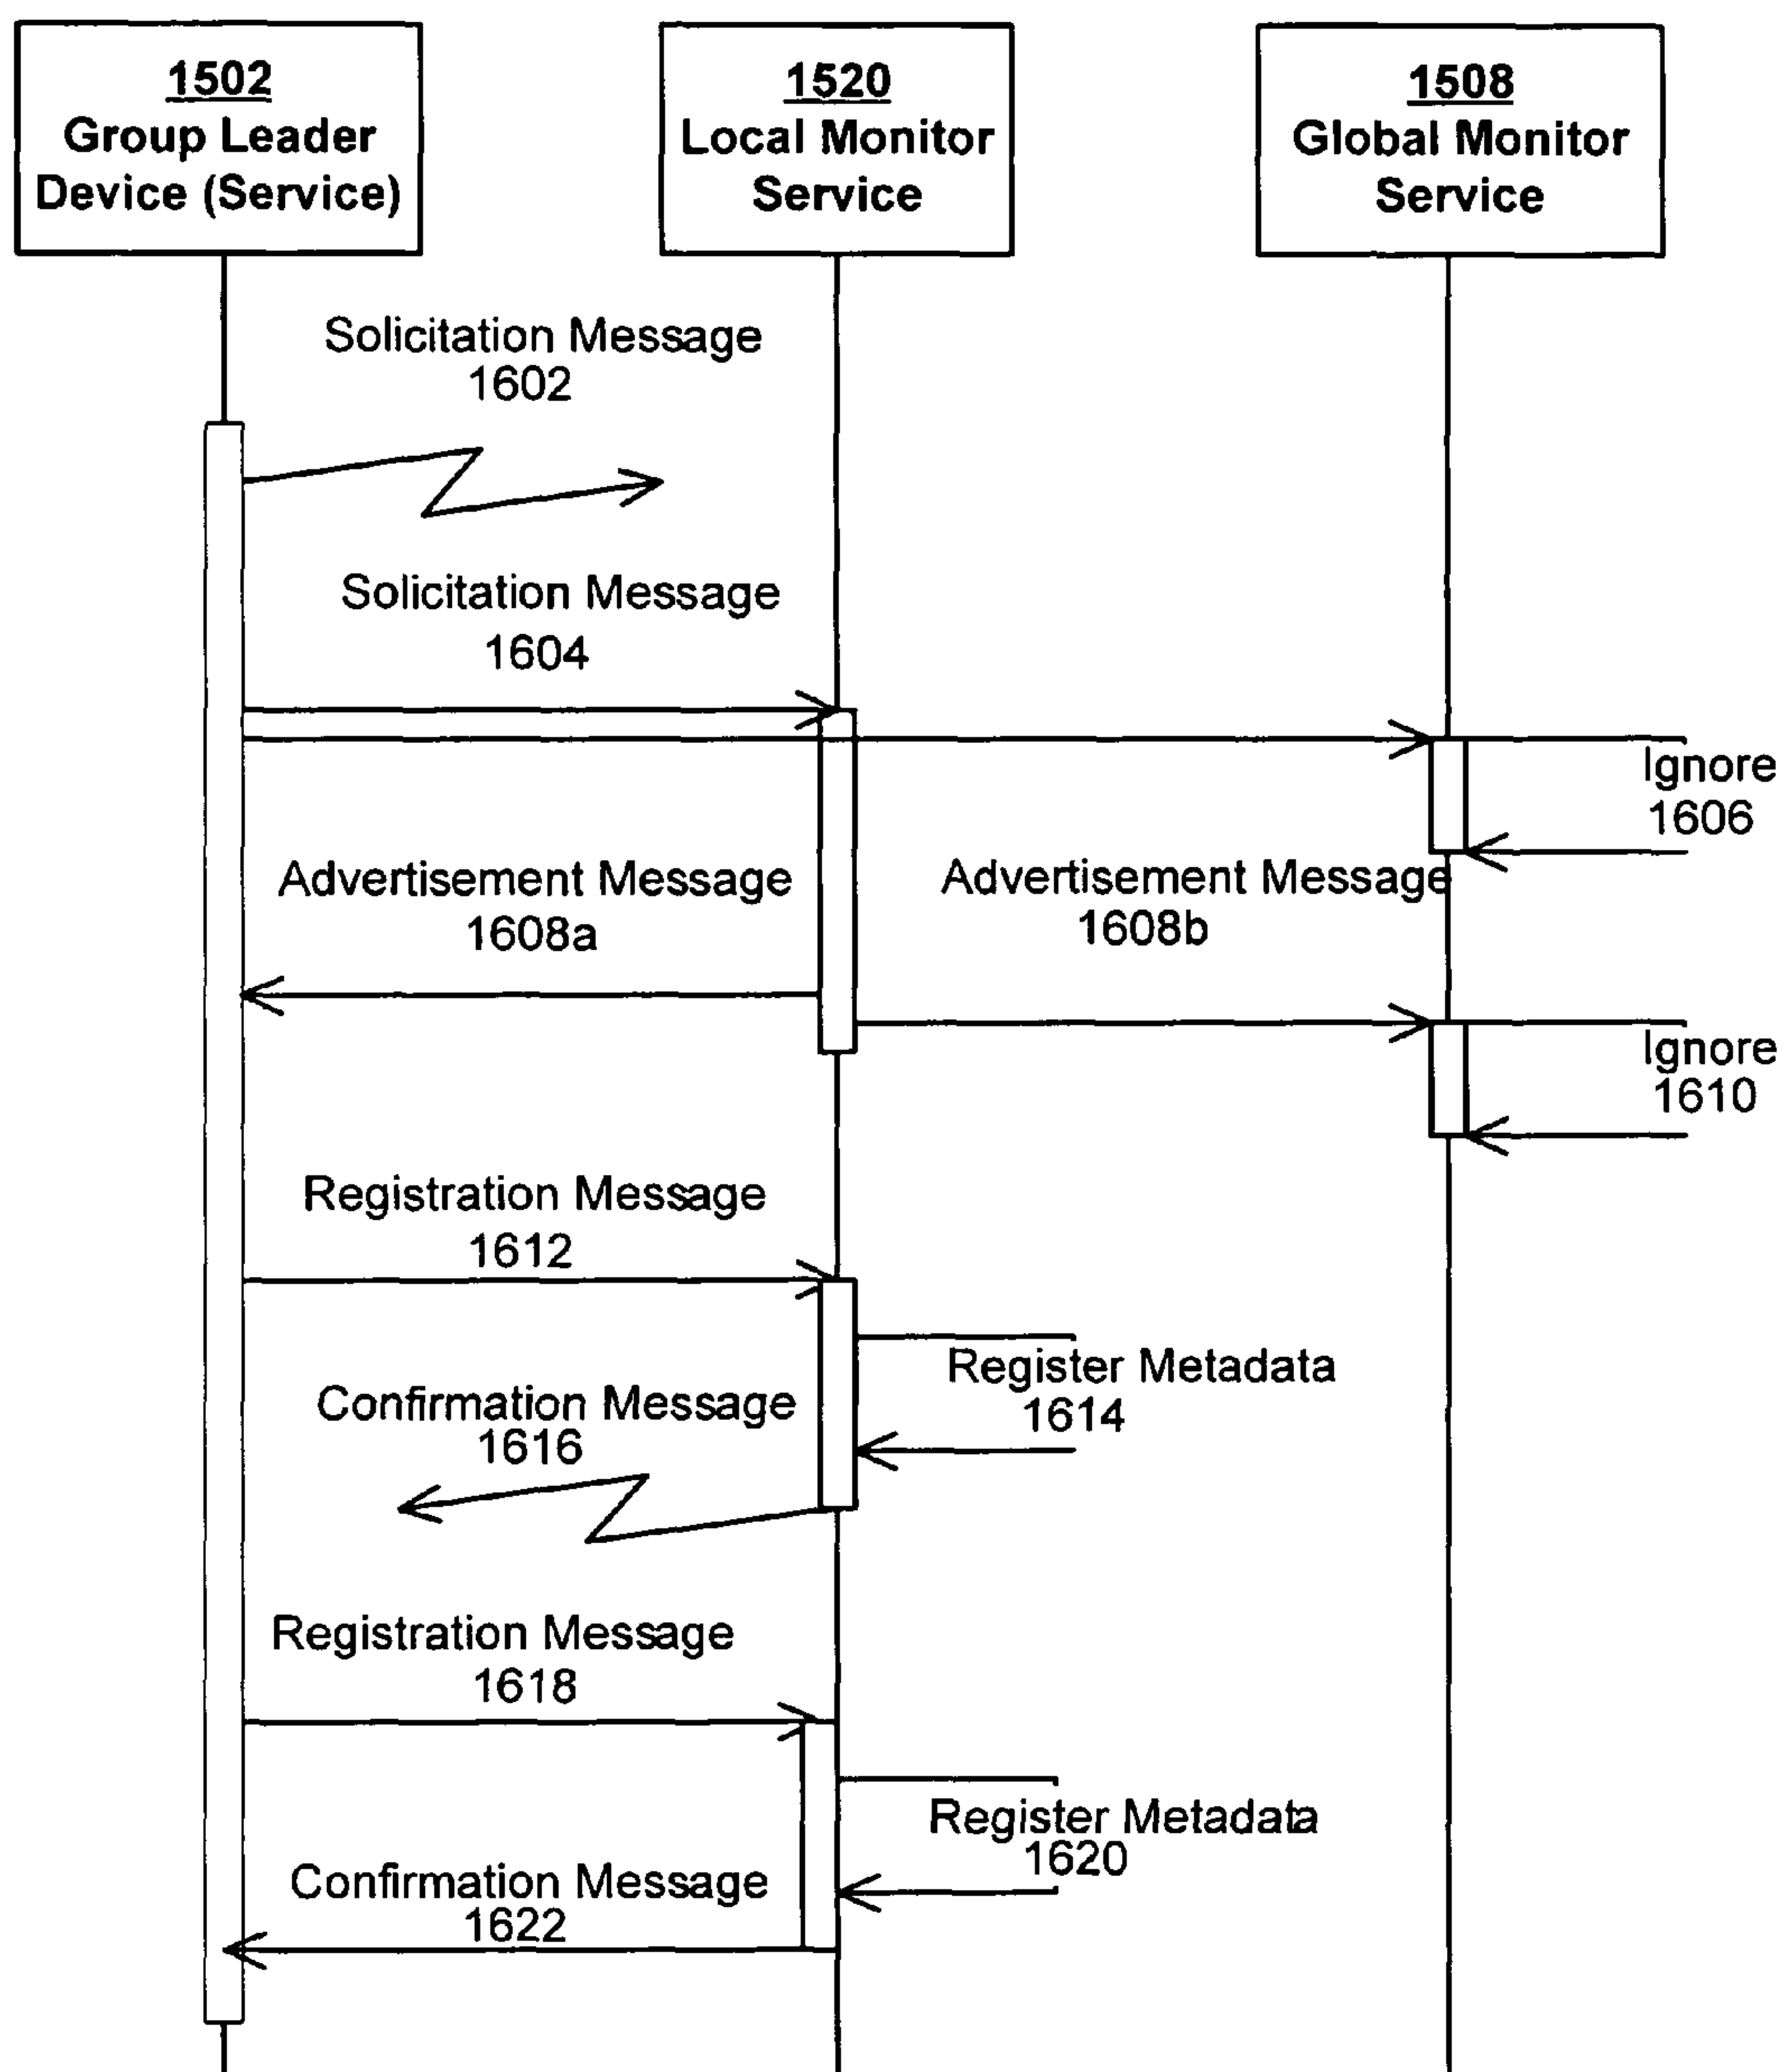 1502
Group Leader
Device (Service)
1520
Local Monitor
Service
1508
Global Monitor
Service
Solicitation Message
1602
Solicitation Message
1604
Ignore
1606
Advertisement Message
1608a
Advertisement Message
1608b
Ignore
1610
Registration Message
1612
Register Metadata
1614
Confirmation Message
1616
Registration Message
1618
Register Metadata
1620
Confirmation Message
1622